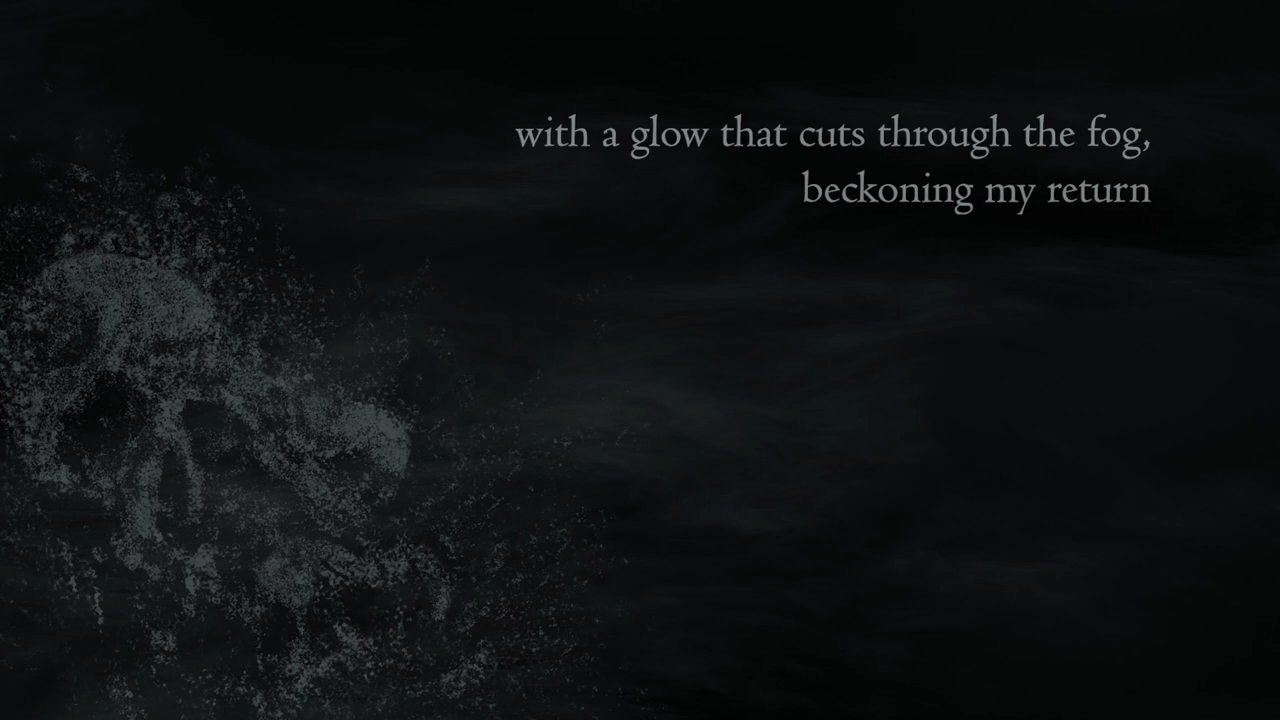 with a glow that cuts through the fog,
beckoning my return